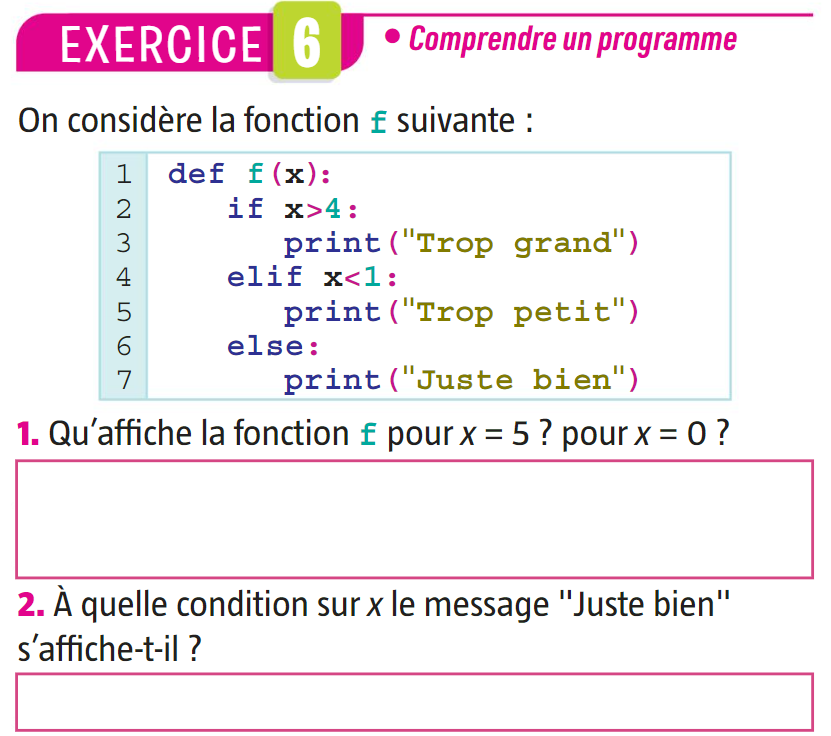 EXERCICE 6 • Comprendre un programme
On considère la fonction f suivante :
1 def f(x):
2    if x>4:
3       print("Trop grand")
4    elif x<1:
5       print("Trop petit")
6    else:
7       print("Juste bien")
1. Qu’affiche la fonction f pour x = 5 ? pour x = 0 ?
2. À quelle condition sur x le message "Juste bien"
s’affiche-t-il ?